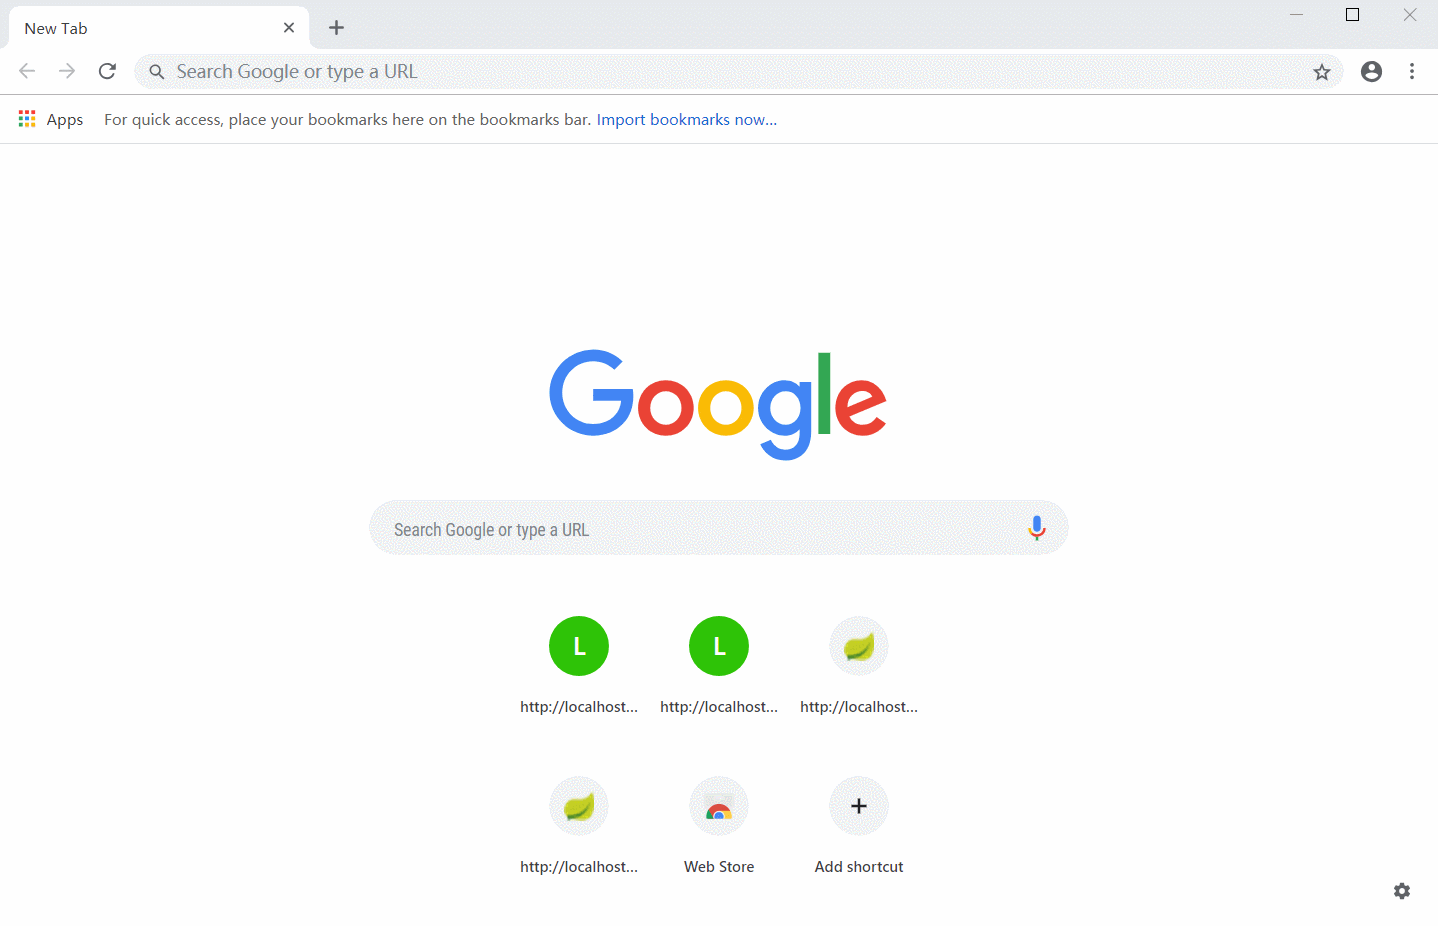 New Tab
Search Google or type a URL
Apps For quick access, place your bookmarks here on the bookmarks bar. Import bookmarks now...
Google
Search Google or type a URL
L L
http://localhost... http://localhost... http://localhost...
http://localhost... Web Store Add shortcut